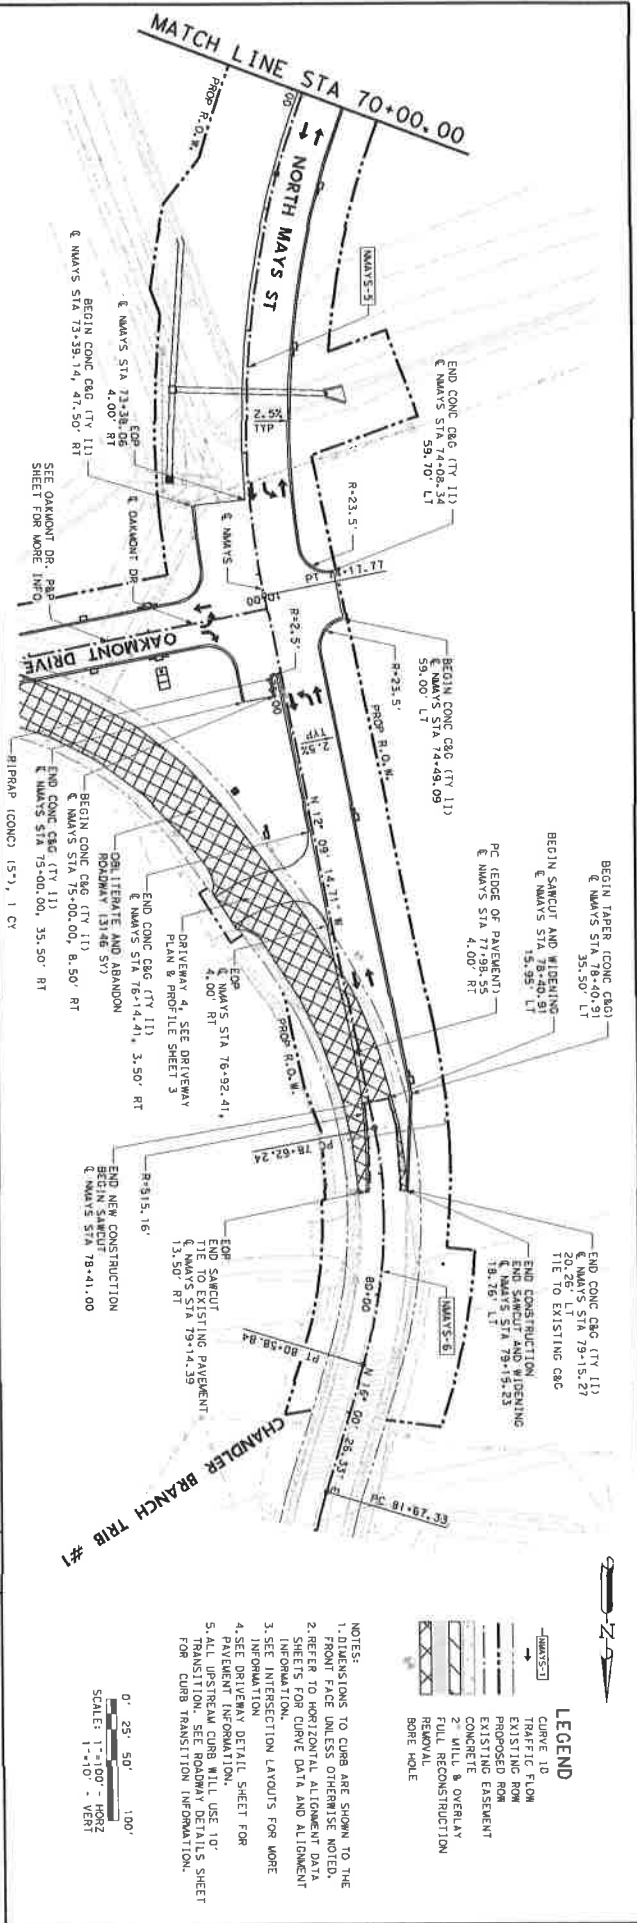 MATCH LINE STA 70+00.00
PROP R.O.W.
00
NORTH MAYS ST
NMAYS-5
END CONC C&G (TY II)
℄ NMAYS STA 74+08.34
59.70' LT
2.5%
TYP
EOP
℄ NMAYS STA 73+38.06
4.00' RT
BEGIN CONC C&G (TY II)
℄ NMAYS STA 73+39.14, 47.50' RT
℄ OAKMONT DR
SEE OAKMONT DR. P&P
SHEET FOR MORE INFO
℄ NMAYS
R=23.5'
10+00
R=2.5'
OAKMONT DRIVE
BEGIN CONC C&G (TY II)
℄ NMAYS STA 74+49.09
59.00' LT
R=23.5'
PROP R.O.W.
2.5%
TYP
N 12° 09' 14.71" W
RIPRAP (CONC) (5"), 1 CY
END CONC C&G (TY II)
℄ NMAYS STA 75+00.00, 35.50' RT
BEGIN CONC C&G (TY II)
℄ NMAYS STA 75+00.00, 8.50' RT
OBLITERATE AND ABANDON
ROADWAY (3146 SY)
END CONC C&G (TY II)
℄ NMAYS STA 76+14.41, 3.50' RT
DRIVEWAY 4, SEE DRIVEWAY
PLAN & PROFILE SHEET 3
EOP
℄ NMAYS STA 76+92.41,
4.00' RT
PROP R.O.W.
PC (EDGE OF PAVEMENT)
℄ NMAYS STA 77+98.55
4.00' RT
BEGIN SAWCUT AND WIDENING
℄ NMAYS STA 78+40.91
15.95' LT
BEGIN TAPER (CONC C&G)
℄ NMAYS STA 78+40.91
35.50' LT
PC 78+62.24
R=515.16'
END NEW CONSTRUCTION
BEGIN SAWCUT
℄ NMAYS STA 78+41.00
EOP
END SAWCUT
TIE TO EXISTING PAVEMENT
℄ NMAYS STA 79+14.39
13.50' RT
END CONC C&G (TY II)
℄ NMAYS STA 79+15.27
20.26' LT
TIE TO EXISTING C&G
END CONSTRUCTION
END SAWCUT AND WIDENING
℄ NMAYS STA 79+15.23
18.76' LT
80+00
NMAYS-6
PT 80+58.84
N 16° 00' 26.33"
PC 81+67.33
CHANDLER BRANCH TRIB #1
N
LEGEND
NMAYS-1 CURVE ID
TRAFFIC FLOW
EXISTING ROW
PROPOSED ROW
EXISTING EASEMENT
CONCRETE
2" MILL & OVERLAY
FULL RECONSTRUCTION
REMOVAL
BORE HOLE
NOTES:
1. DIMENSIONS TO CURB ARE SHOWN TO THE
FRONT FACE UNLESS OTHERWISE NOTED.
2. REFER TO HORIZONTAL ALIGNMENT DATA
SHEETS FOR CURVE DATA AND ALIGNMENT
INFORMATION.
3. SEE INTERSECTION LAYOUTS FOR MORE
INFORMATION
4. SEE DRIVEWAY DETAIL SHEET FOR
PAVEMENT INFORMATION.
5. ALL UPSTREAM CURB WILL USE 10'
TRANSITION. SEE ROADWAY DETAILS SHEET
FOR CURB TRANSITION INFORMATION.
0' 25' 50' 100'
SCALE: 1"=100' - HORZ
1"=10' - VERT